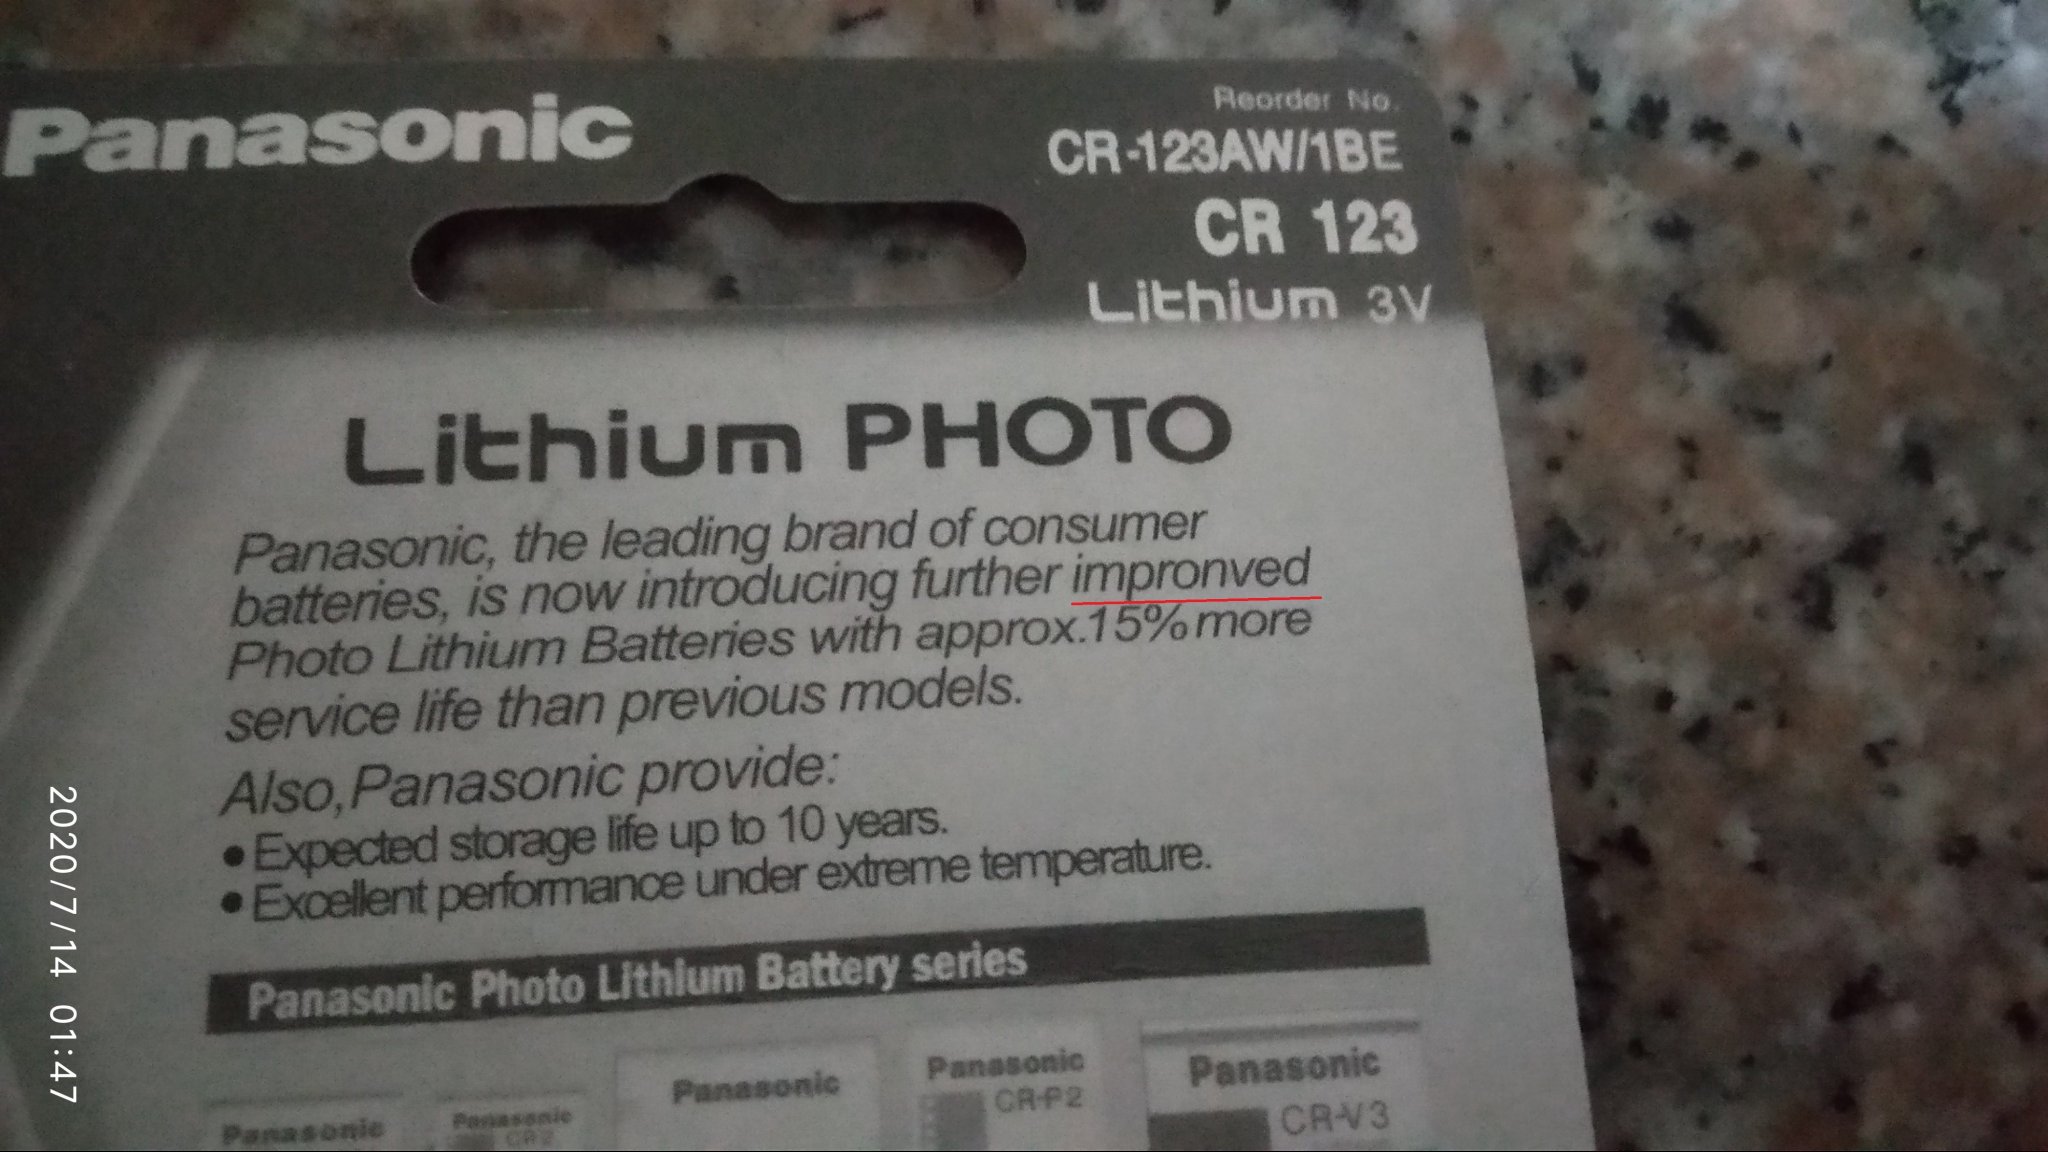 Panasonic
Reorder No.
CR-123AW/1BE
CR 123
Lithium 3V
Lithium PHOTO
Panasonic, the leading brand of consumer
batteries, is now introducing further impronved
Photo Lithium Batteries with approx.15%more
service life than previous models.
Also,Panasonic provide:
• Expected storage life up to 10 years.
• Excellent performance under extreme temperature.
Panasonic Photo Lithium Battery series
Panasonic
Panasonic
CR2
Panasonic
Panasonic
CR-P2
Panasonic
CR-V3
2020/7/14 01:47